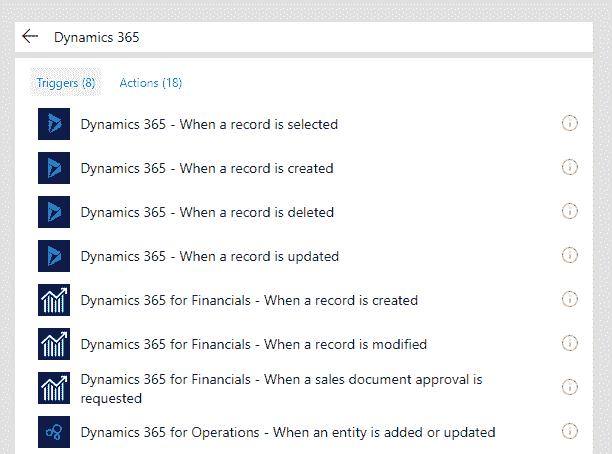 Dynamics 365
Triggers (8) Actions (18)
Dynamics 365 - When a record is selected
Dynamics 365 - When a record is created
Dynamics 365 - When a record is deleted
Dynamics 365 - When a record is updated
Dynamics 365 for Financials - When a record is created
Dynamics 365 for Financials - When a record is modified
Dynamics 365 for Financials - When a sales document approval is
requested
Dynamics 365 for Operations - When an entity is added or updated